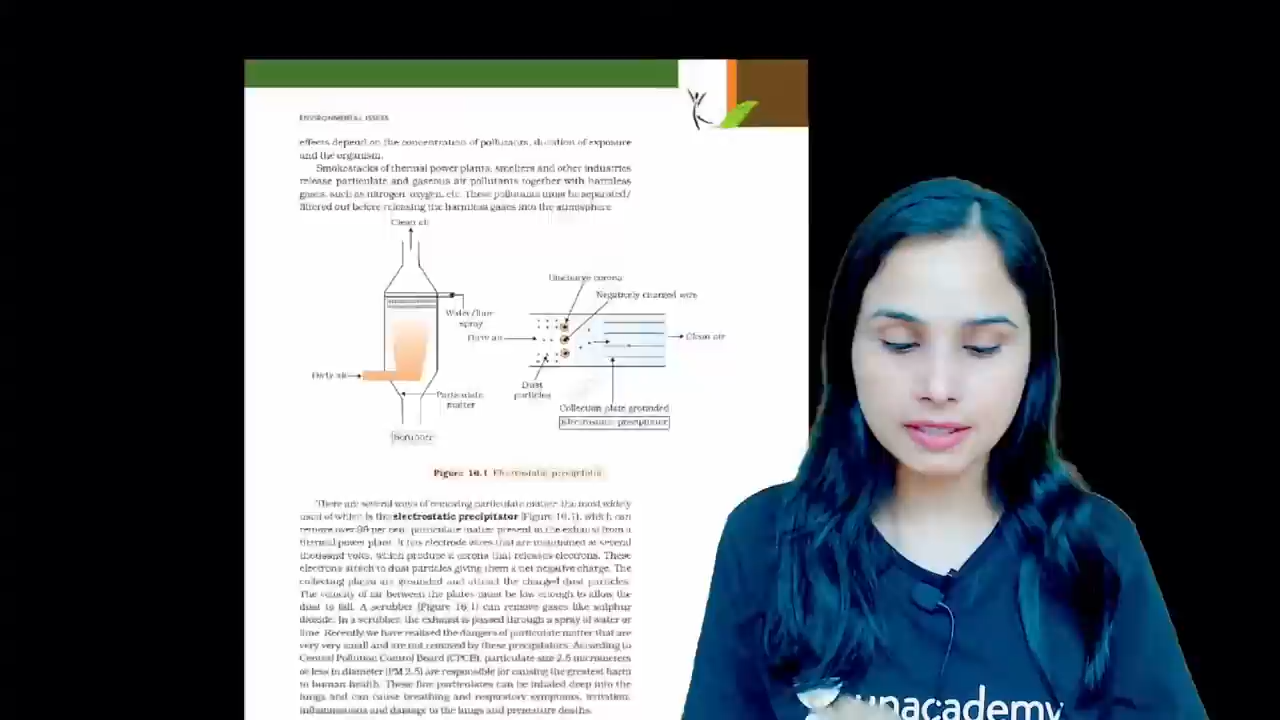 ENVIRONMENTAL ISSUES
effects depend on the concentration of pollutants, duration of exposure
and the organism.
Smokestacks of thermal power plants, smelters and other industries
release particulate and gaseous air pollutants together with harmless
gases, such as nitrogen, oxygen, etc. These pollutants must be separated/
filtered out before releasing the harmless gases into the atmosphere.
Clean air
Water/lime
spray
Dirty air
Particulate
matter
Scrubber
Discharge corona
Negatively charged wire
Dirty air
Clean air
Dust
particles
Collection plate grounded
Electrostatic precipitator
Figure 16.1 Electrostatic precipitator
There are several ways of removing particulate matter; the most widely
used of which is the electrostatic precipitator (Figure 16.1), which can
remove over 99 per cent particulate matter present in the exhaust from a
thermal power plant. It has electrode wires that are maintained at several
thousand volts, which produce a corona that releases electrons. These
electrons attach to dust particles giving them a net negative charge. The
collecting plates are grounded and attract the charged dust particles.
The velocity of air between the plates must be low enough to allow the
dust to fall. A scrubber (Figure 16.1) can remove gases like sulphur
dioxide. In a scrubber, the exhaust is passed through a spray of water or
lime. Recently we have realised the dangers of particulate matter that are
very very small and are not removed by these precipitators. According to
Central Pollution Control Board (CPCB), particulate size 2.5 micrometers
or less in diameter (PM 2.5) are responsible for causing the greatest harm
to human health. These fine particulates can be inhaled deep into the
lungs and can cause breathing and respiratory symptoms, irritation,
inflammations and damage to the lungs and premature deaths.
unacademy